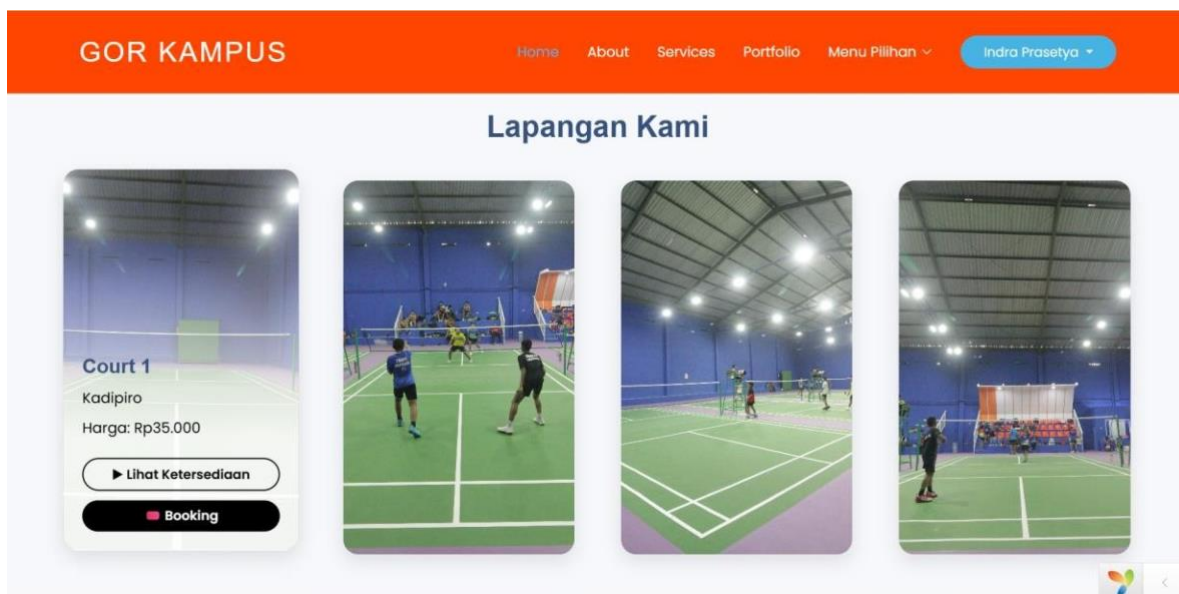 GOR KAMPUS
Home About Services Portfolio Menu Pilihan Indra Prasetya
Lapangan Kami
Court 1
Kadipiro
Harga: Rp35.000
Lihat Ketersediaan
Booking